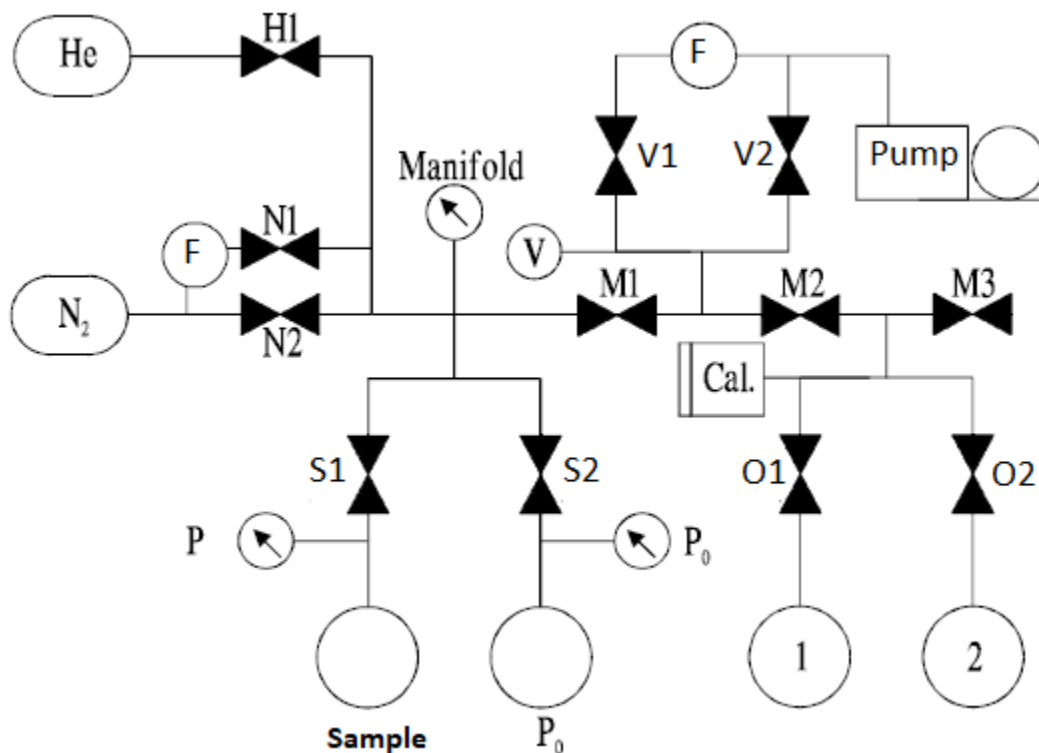 He
H1
F
V1
V2
Pump
Manifold
N1
F
V
N₂
N2
M1
M2
M3
Cal.
S1
S2
O1
O2
P
P₀
1
2
Sample
P₀